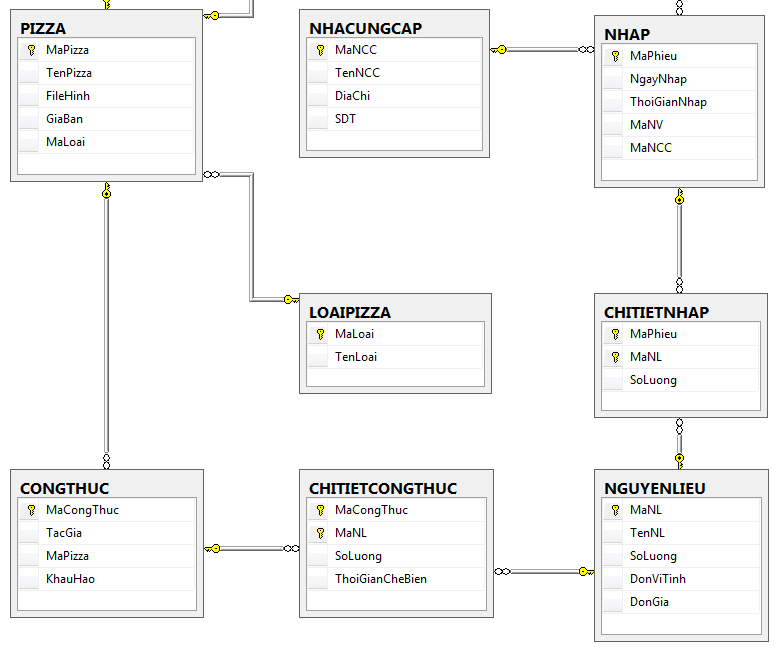 PIZZA
MaPizza
TenPizza
FileHinh
GiaBan
MaLoai
NHACUNGCAP
MaNCC
TenNCC
DiaChi
SDT
NHAP
MaPhieu
NgayNhap
ThoiGianNhap
MaNV
MaNCC
LOAIPIZZA
MaLoai
TenLoai
CHITIETNHAP
MaPhieu
MaNL
SoLuong
CONGTHUC
MaCongThuc
TacGia
MaPizza
KhauHao
CHITIETCONGTHUC
MaCongThuc
MaNL
SoLuong
ThoiGianCheBien
NGUYENLIEU
MaNL
TenNL
SoLuong
DonViTinh
DonGia